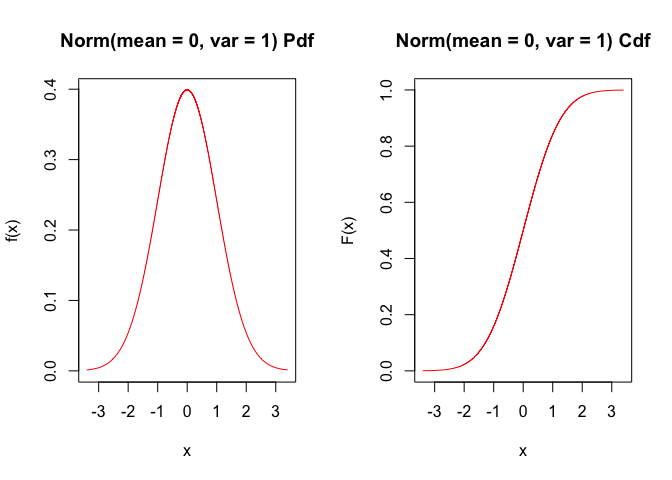 Norm(mean = 0, var = 1) Pdf
f(x)
0.4
0.3
0.2
0.1
0.0
-3 -2 -1 0 1 2 3
x
Norm(mean = 0, var = 1) Cdf
F(x)
1.0
0.8
0.6
0.4
0.2
0.0
-3 -2 -1 0 1 2 3
x